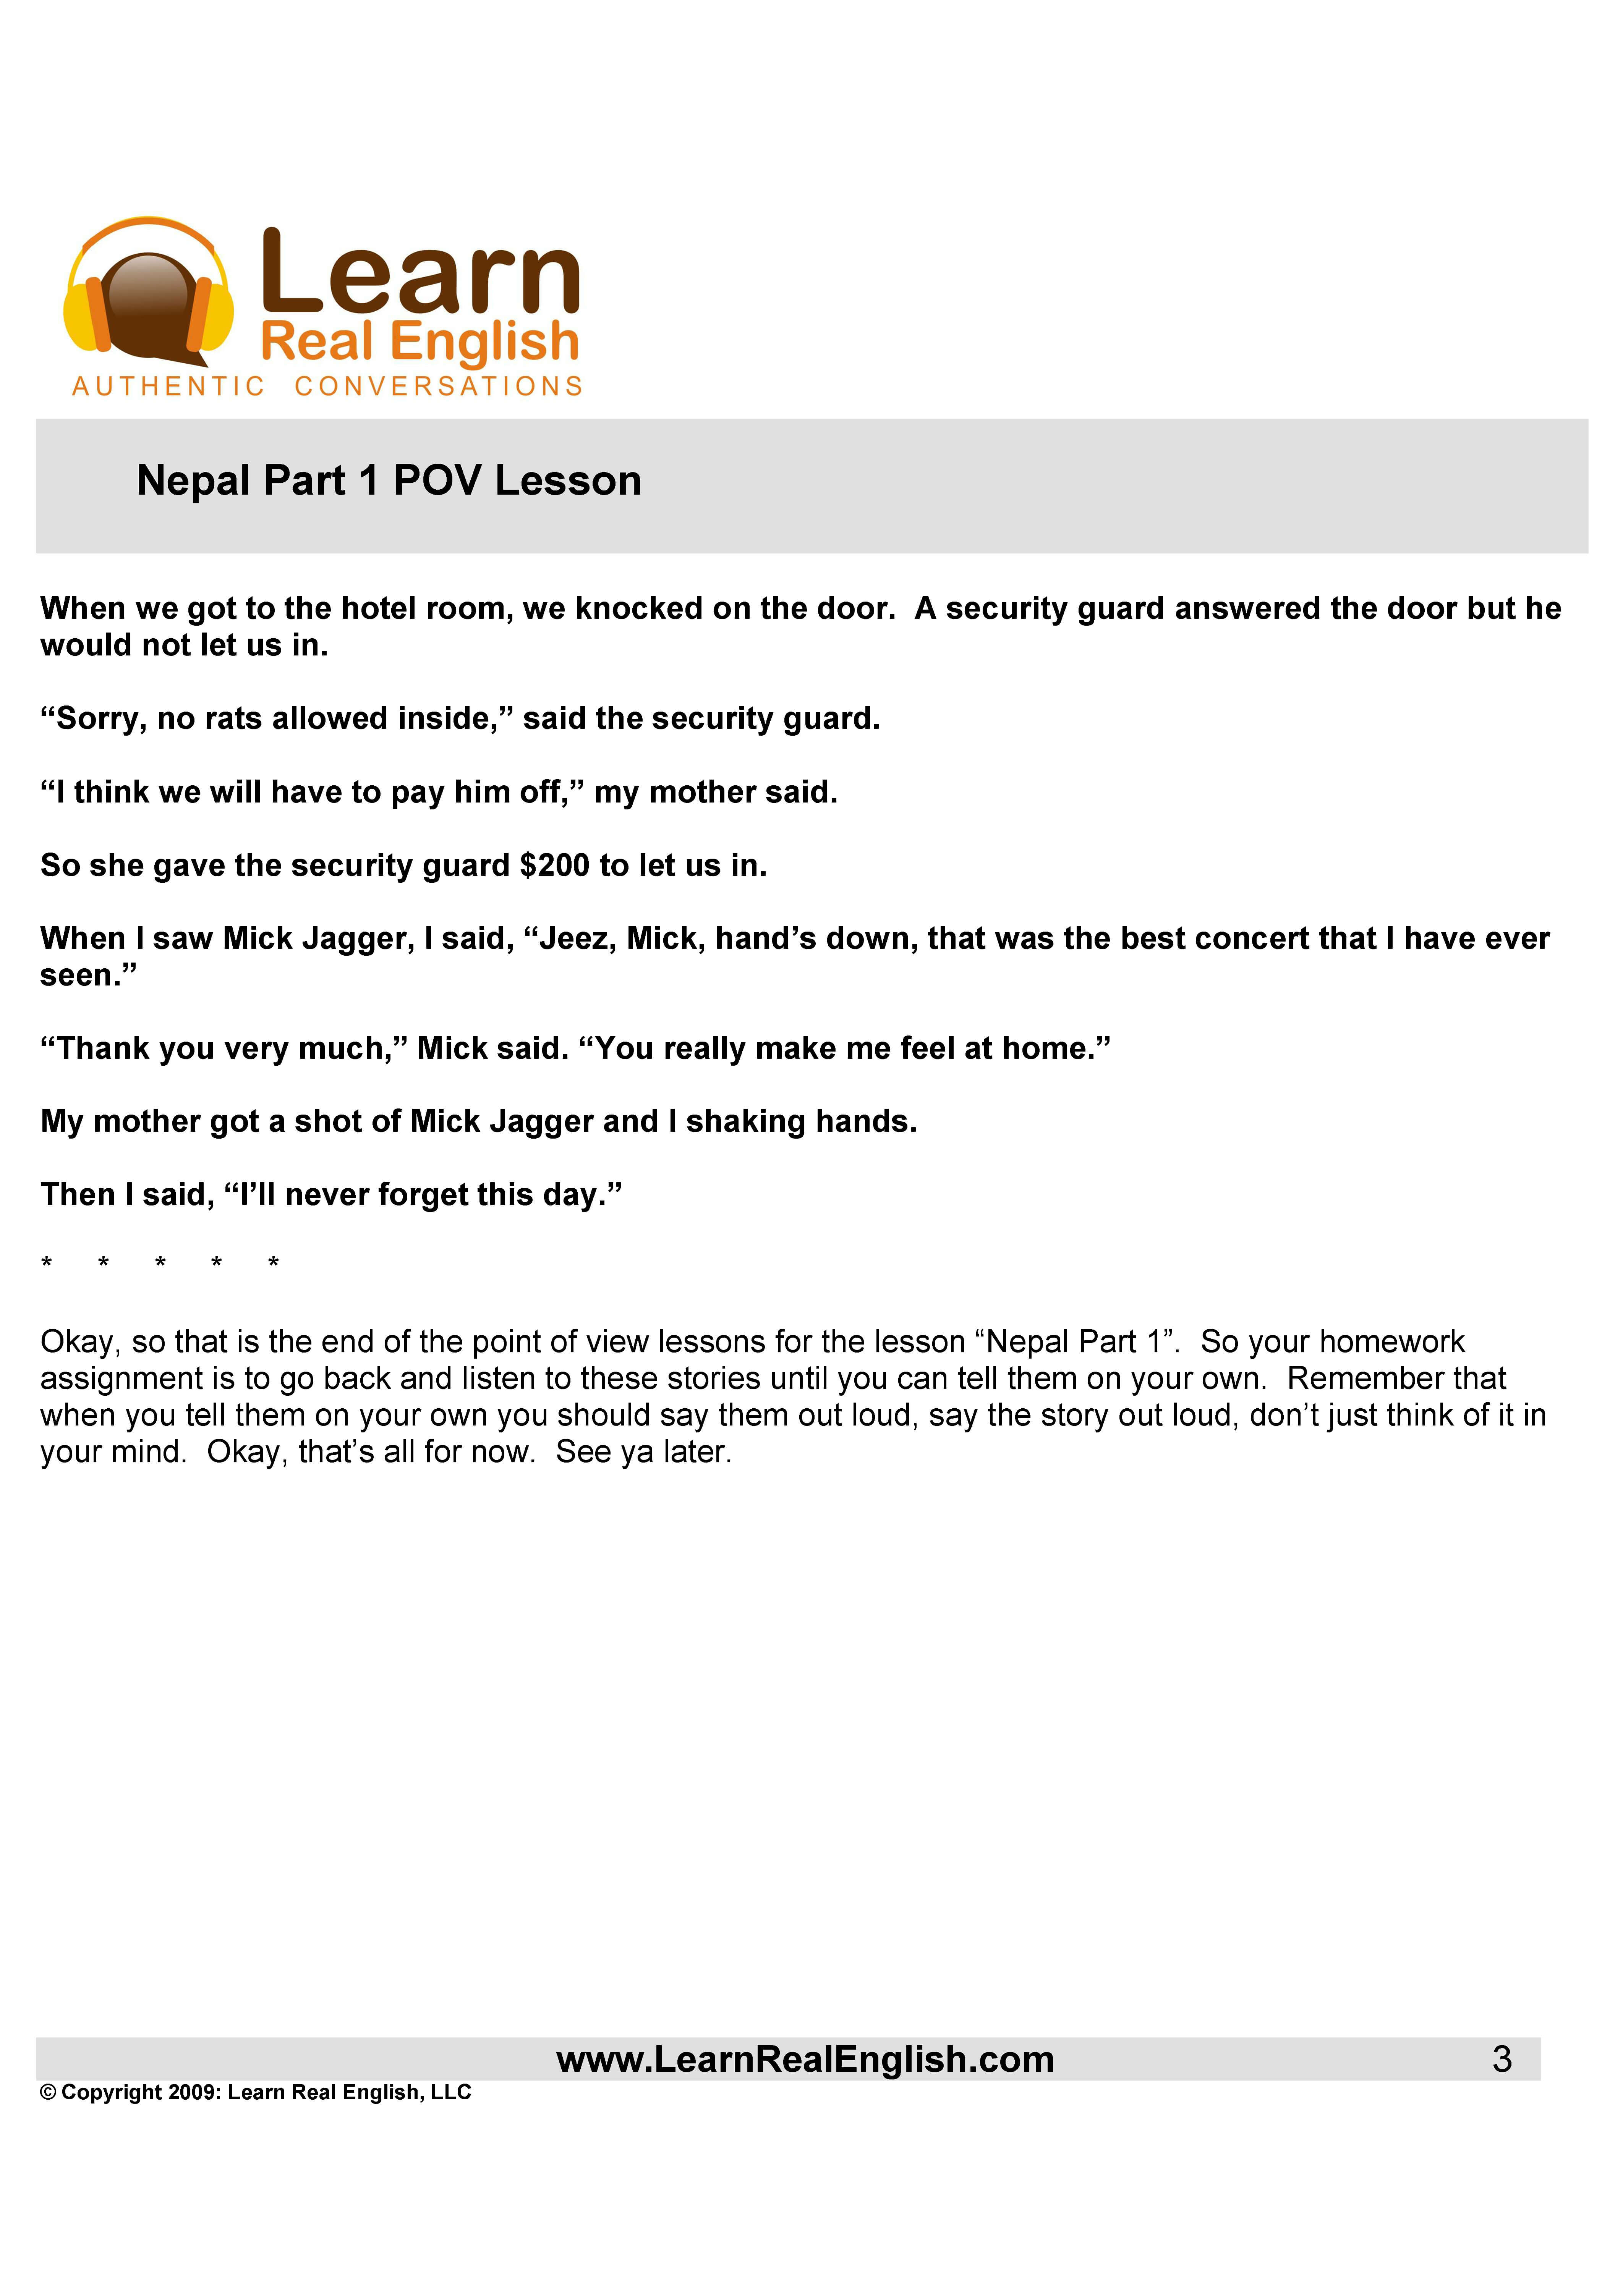 Learn
Real English
AUTHENTIC CONVERSATIONS
Nepal Part 1 POV Lesson
When we got to the hotel room, we knocked on the door.  A security guard answered the door but he
would not let us in.
“Sorry, no rats allowed inside,” said the security guard.
“I think we will have to pay him off,” my mother said.
So she gave the security guard $200 to let us in.
When I saw Mick Jagger, I said, “Jeez, Mick, hand’s down, that was the best concert that I have ever
seen.”
“Thank you very much,” Mick said. “You really make me feel at home.”
My mother got a shot of Mick Jagger and I shaking hands.
Then I said, “I’ll never forget this day.”
* * * * *
Okay, so that is the end of the point of view lessons for the lesson “Nepal Part 1”.  So your homework
assignment is to go back and listen to these stories until you can tell them on your own.  Remember that
when you tell them on your own you should say them out loud, say the story out loud, don’t just think of it in
your mind.  Okay, that’s all for now.  See ya later.
www.LearnRealEnglish.com 3
© Copyright 2009: Learn Real English, LLC